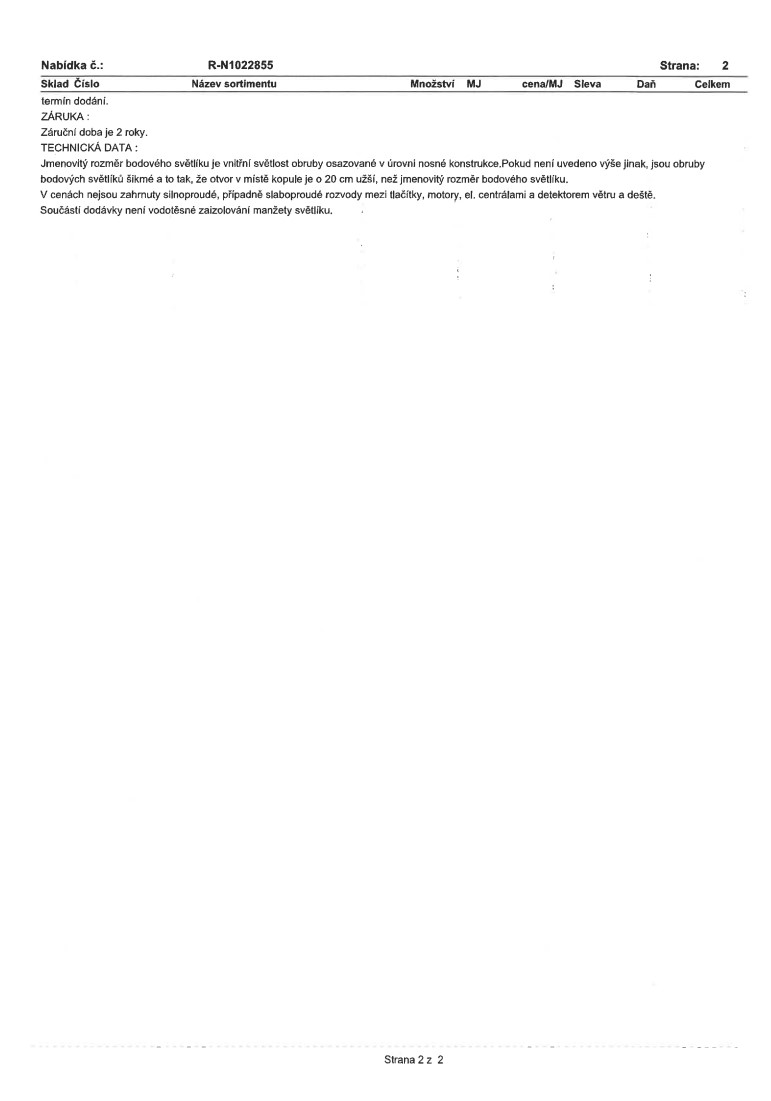 Nabídka č.: R-N1022855 Strana: 2
Sklad Číslo Název sortimentu Množství MJ cena/MJ Sleva Daň Celkem
termín dodání.
ZÁRUKA :
Záruční doba je 2 roky.
TECHNICKÁ DATA :
Jmenovitý rozměr bodového světlíku je vnitřní světlost obruby osazované v úrovni nosné konstrukce.Pokud není uvedeno výše jinak, jsou obruby
bodových světlíků šikmé a to tak, že otvor v místě kopule je o 20 cm užší, než jmenovitý rozměr bodového světlíku.
V cenách nejsou zahrnuty silnoproudé, případně slaboproudé rozvody mezi tlačítky, motory, el. centrálami a detektorem větru a deště.
Součástí dodávky není vodotěsné zaizolování manžety světlíku.
Strana 2 z 2